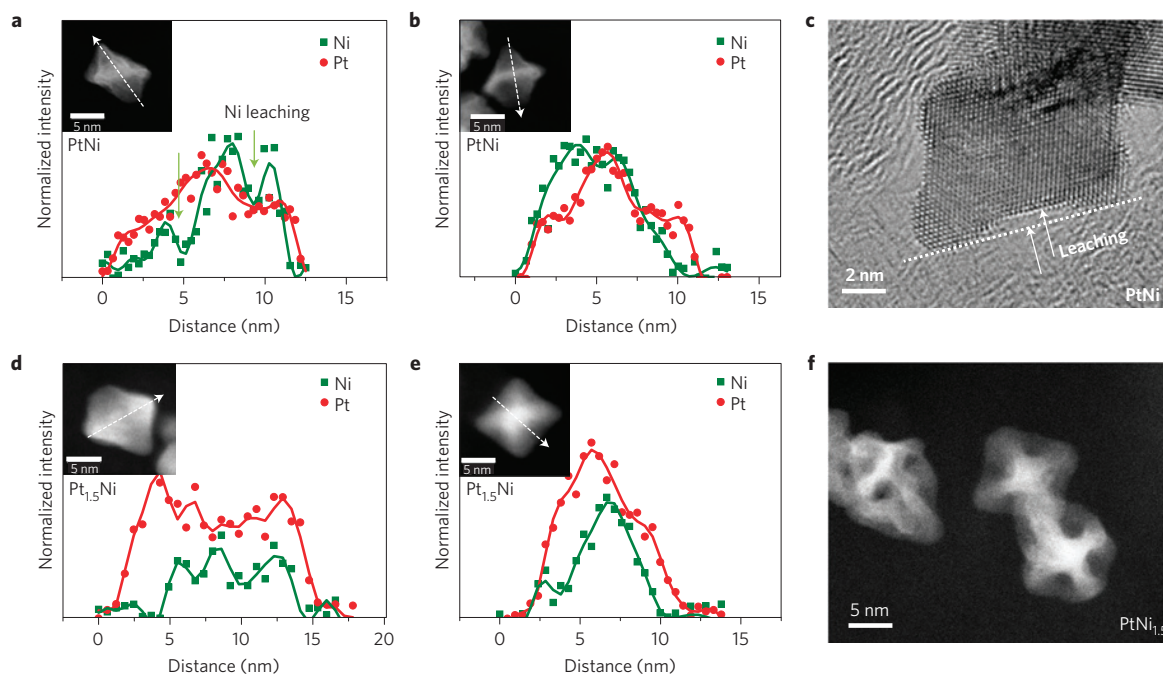 a
Normalized intensity
5 nm
PtNi
Ni
Pt
Ni leaching
0 5 10 15
Distance (nm)
b
Normalized intensity
5 nm
PtNi
Ni
Pt
0 5 10 15
Distance (nm)
c
Leaching
2 nm
PtNi
d
Normalized intensity
5 nm
Pt1.5Ni
Ni
Pt
0 5 10 15 20
Distance (nm)
e
Normalized intensity
5 nm
Pt1.5Ni
Ni
Pt
0 5 10 15
Distance (nm)
f
5 nm
PtNi1.5